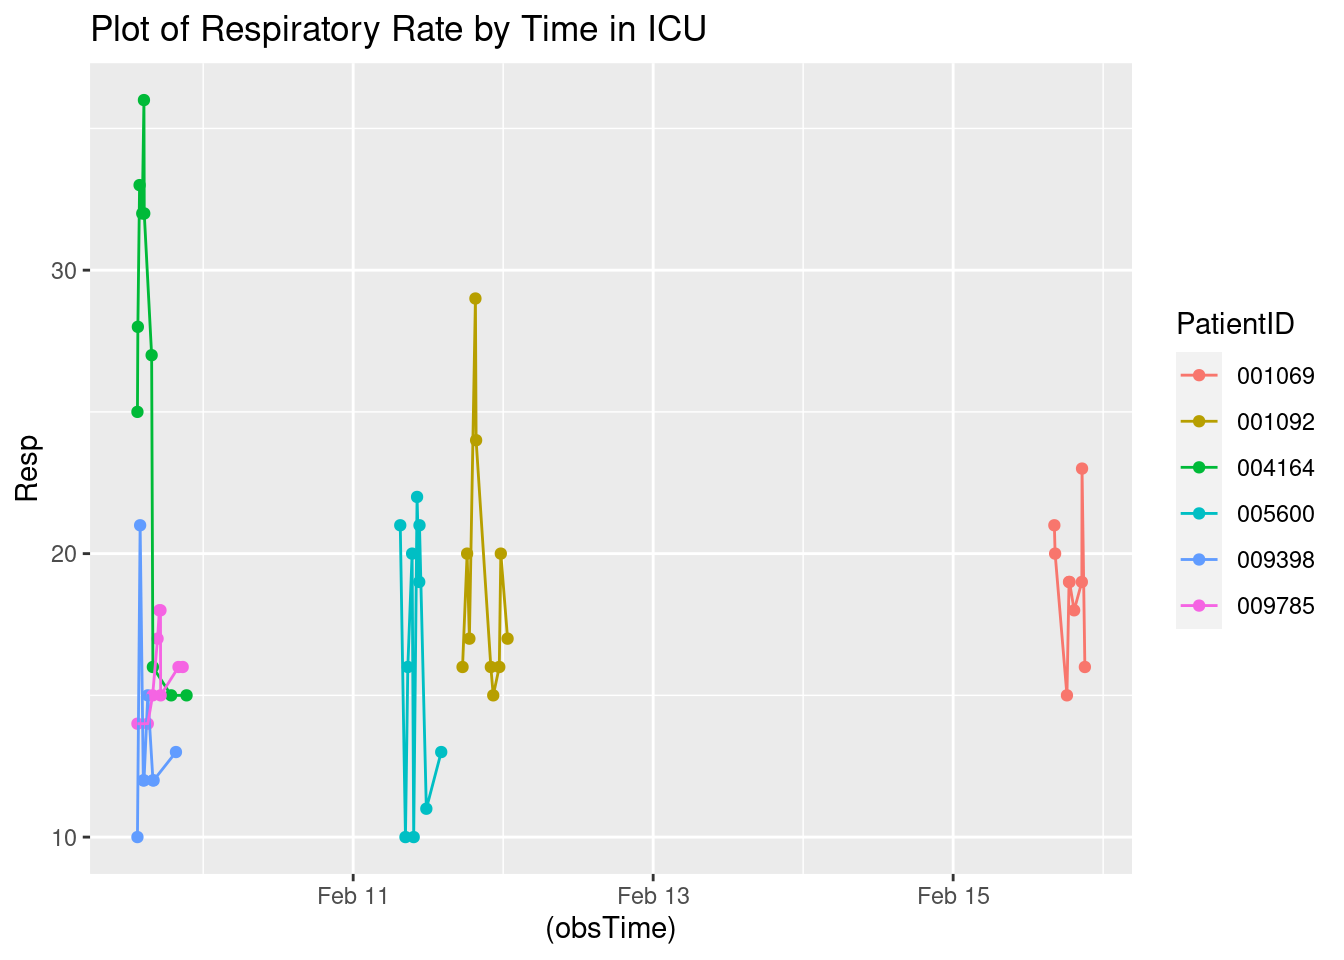 Plot of Respiratory Rate by Time in ICU
30
20
10
Resp
Feb 11
Feb 13
Feb 15
(obsTime)
PatientID
001069
001092
004164
005600
009398
009785